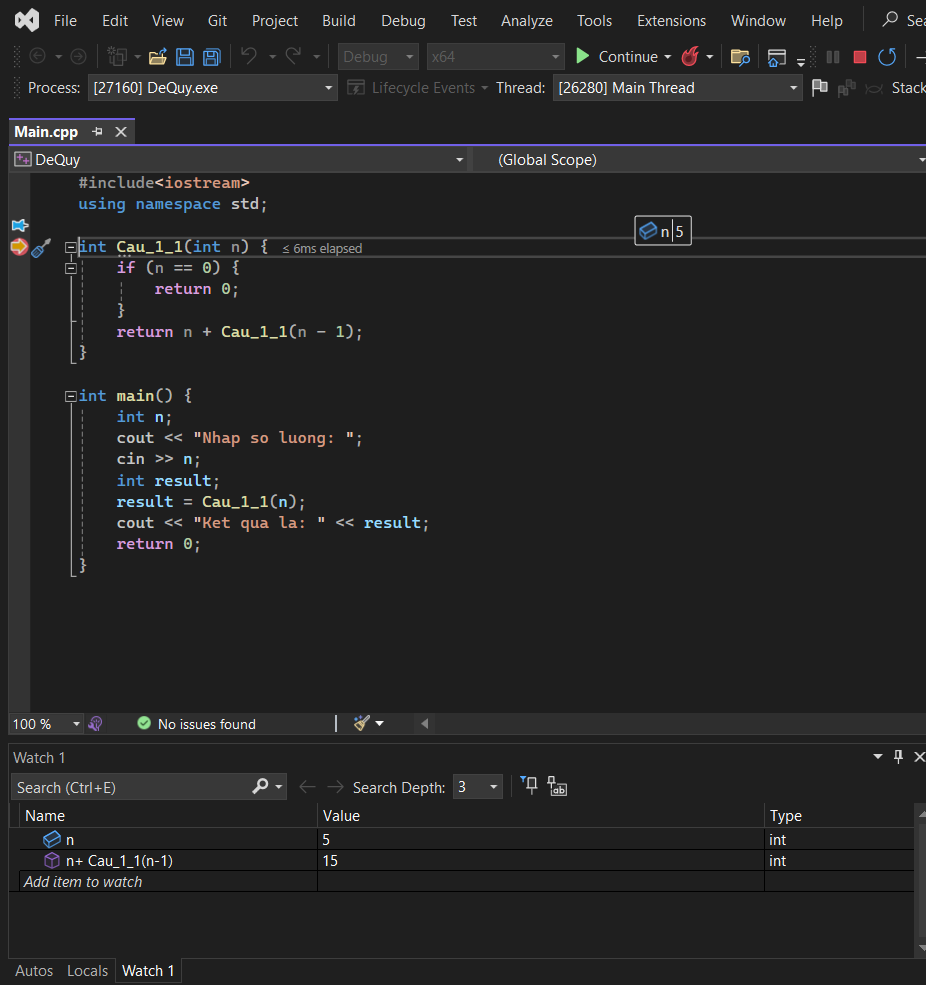 File Edit View Git Project Build Debug Test Analyze Tools Extensions Window Help Sea
Debug x64 Continue
Process: [27160] DeQuy.exe Lifecycle Events Thread: [26280] Main Thread Stack
Main.cpp
DeQuy (Global Scope)
#include<iostream>
using namespace std;
n 5
int Cau_1_1(int n) { ≤ 6ms elapsed
if (n == 0) {
return 0;
}
return n + Cau_1_1(n - 1);
}
int main() {
int n;
cout << "Nhap so luong: ";
cin >> n;
int result;
result = Cau_1_1(n);
cout << "Ket qua la: " << result;
return 0;
}
100 % No issues found
Watch 1
Search (Ctrl+E) Search Depth: 3
Name Value Type
n 5 int
n+ Cau_1_1(n-1) 15 int
Add item to watch
Autos Locals Watch 1